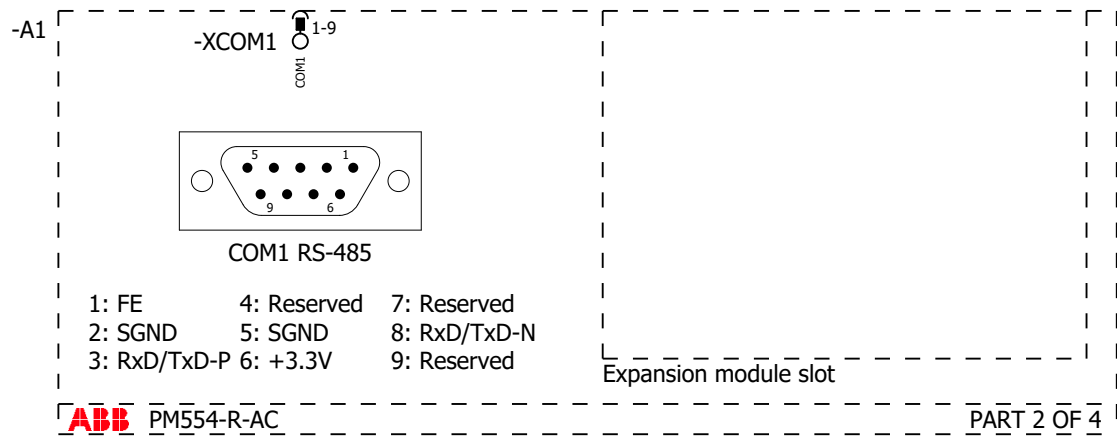 -A1
1-9
-XCOM1
COM1
5 1
9 6
COM1 RS-485
1: FE 4: Reserved 7: Reserved
2: SGND 5: SGND 8: RxD/TxD-N
3: RxD/TxD-P 6: +3.3V 9: Reserved
Expansion module slot
ABB PM554-R-AC PART 2 OF 4